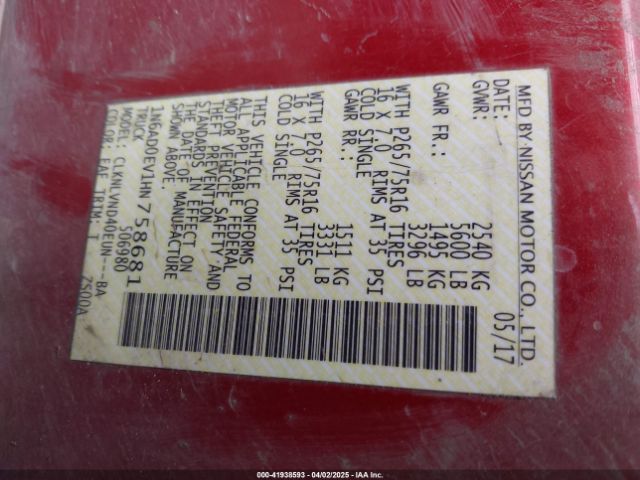 MFD BY NISSAN MOTOR CO., LTD.
DATE: 05/17
GVWR: 2540 KG
5600 LB
GAWR FR.: 1495 KG
3296 LB
WITH P265/75R16 TIRES
16 X 7.0 RIMS AT 35 PSI
COLD SINGLE
GAWR RR.: 1511 KG
3331 LB
WITH P265/75R16 TIRES
16 X 7.0 RIMS AT 35 PSI
COLD SINGLE
THIS VEHICLE CONFORMS TO
ALL APPLICABLE FEDERAL
MOTOR VEHICLE SAFETY AND
THEFT PREVENTION
STANDARDS IN EFFECT ON
THE DATE OF MANUFACTURE
SHOWN ABOVE.
1N6AD0EV1HN758681
TRUCK 506980
MODEL: CLKNLVND40EUN---BA
COLOR: EAF TRIM: T 7S00A
000-41938593 - 04/02/2025 - IAA Inc.